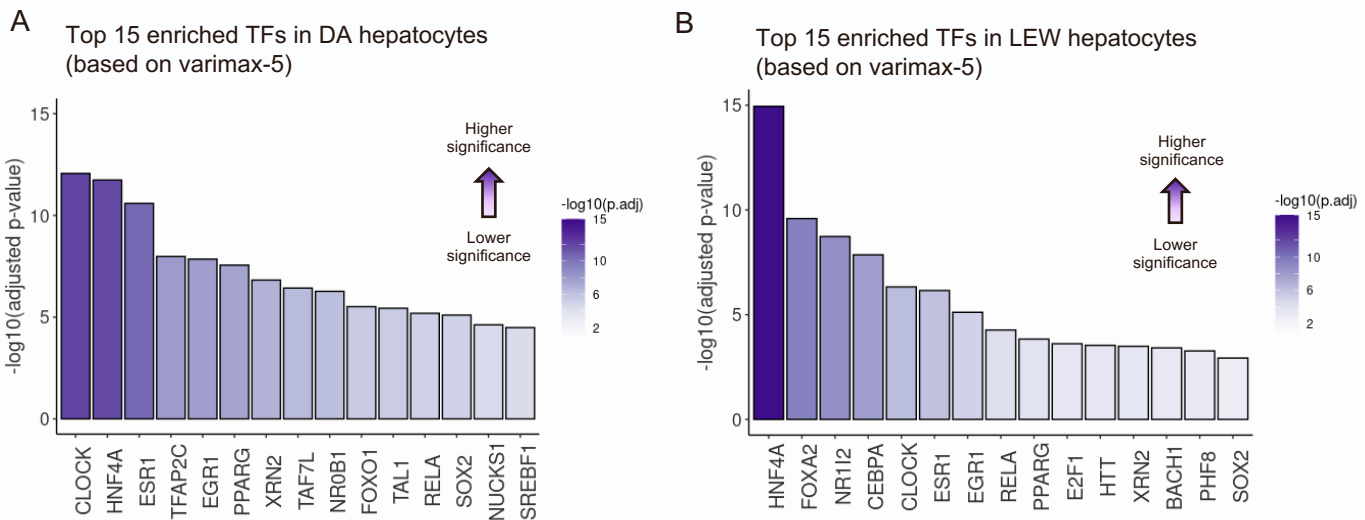 A
Top 15 enriched TFs in DA hepatocytes
(based on varimax-5)
-log10(adjusted p-value)
15
10
5
0
Higher
significance
Lower
significance
-log10(p.adj)
15
10
6
2
CLOCK
HNF4A
ESR1
TFAP2C
EGR1
PPARG
XRN2
TAF7L
NR0B1
FOXO1
TAL1
RELA
SOX2
NUCKS1
SREBF1
B
Top 15 enriched TFs in LEW hepatocytes
(based on varimax-5)
-log10(adjusted p-value)
15
10
5
0
Higher
significance
Lower
significance
-log10(p.adj)
15
10
6
2
HNF4A
FOXA2
NR1I2
CEBPA
CLOCK
ESR1
EGR1
RELA
PPARG
E2F1
HTT
XRN2
BACH1
PHF8
SOX2